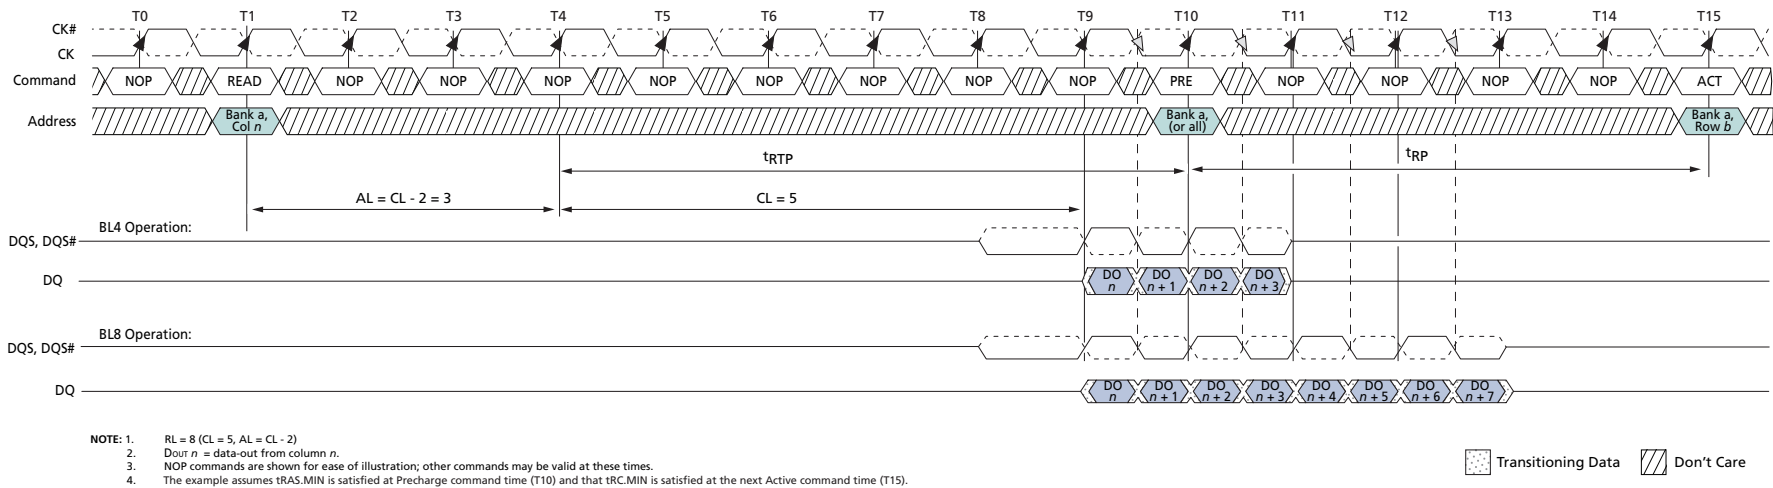 T0 T1 T2 T3 T4 T5 T6 T7 T8 T9 T10 T11 T12 T13 T14 T15
CK#
CK
Command NOP READ NOP NOP NOP NOP NOP NOP NOP NOP PRE NOP NOP NOP NOP ACT
Address Bank a, Col n Bank a, (or all) Bank a, Row b
tRTP tRP
AL = CL - 2 = 3 CL = 5
BL4 Operation:
DQS, DQS#
DQ DO n DO n + 1 DO n + 2 DO n + 3
BL8 Operation:
DQS, DQS#
DQ DO n DO n + 1 DO n + 2 DO n + 3 DO n + 4 DO n + 5 DO n + 6 DO n + 7
NOTE: 1. RL = 8 (CL = 5, AL = CL - 2)
2. DOUT n = data-out from column n.
3. NOP commands are shown for ease of illustration; other commands may be valid at these times.
4. The example assumes tRAS.MIN is satisfied at Precharge command time (T10) and that tRC.MIN is satisfied at the next Active command time (T15).
Transitioning Data Don't Care